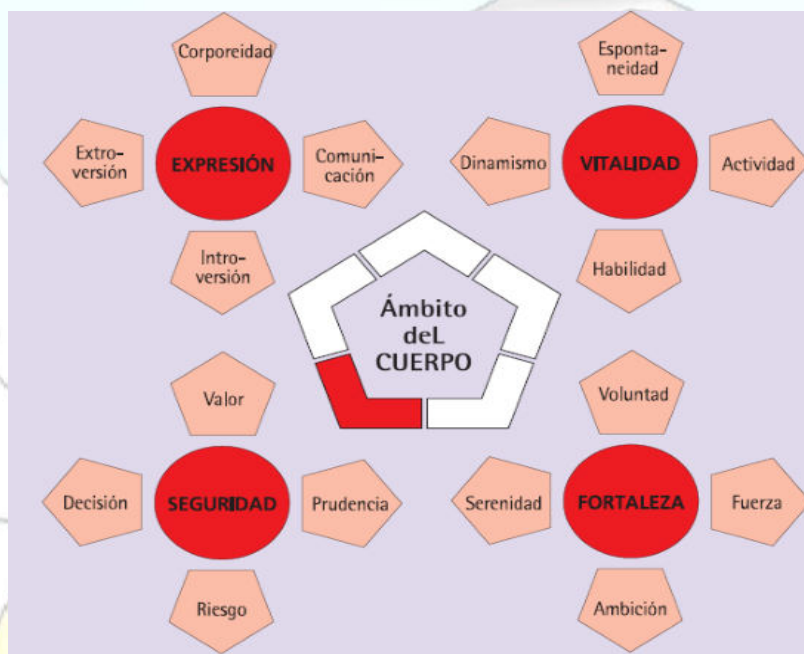 Corporeidad
Extro-
versión
EXPRESIÓN
Comuni-
cación
Intro-
versión
Esponta-
neidad
Dinamismo
VITALIDAD
Actividad
Habilidad
Ámbito
deL
CUERPO
Valor
Decisión
SEGURIDAD
Prudencia
Riesgo
Voluntad
Serenidad
FORTALEZA
Fuerza
Ambición